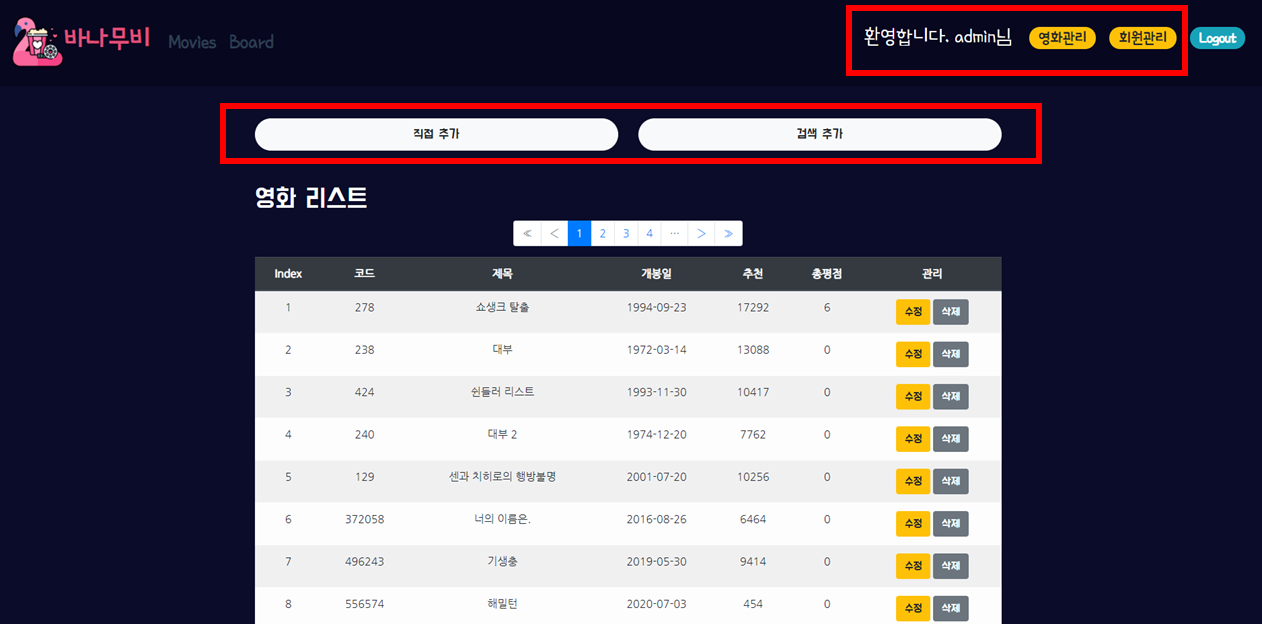 바나무비 Movies Board 환영합니다. admin님 영화관리 회원관리 Logout
직접 추가 검색 추가
영화 리스트
« < 1 2 3 4 ... > »
Index 코드 제목 개봉일 추천 총평점 관리
1 278 쇼생크 탈출 1994-09-23 17292 6 수정 삭제
2 238 대부 1972-03-14 13088 0 수정 삭제
3 424 쉰들러 리스트 1993-11-30 10417 0 수정 삭제
4 240 대부 2 1974-12-20 7762 0 수정 삭제
5 129 센과 치히로의 행방불명 2001-07-20 10256 0 수정 삭제
6 372058 너의 이름은. 2016-08-26 6464 0 수정 삭제
7 496243 기생충 2019-05-30 9414 0 수정 삭제
8 556574 해밀턴 2020-07-03 454 0 수정 삭제